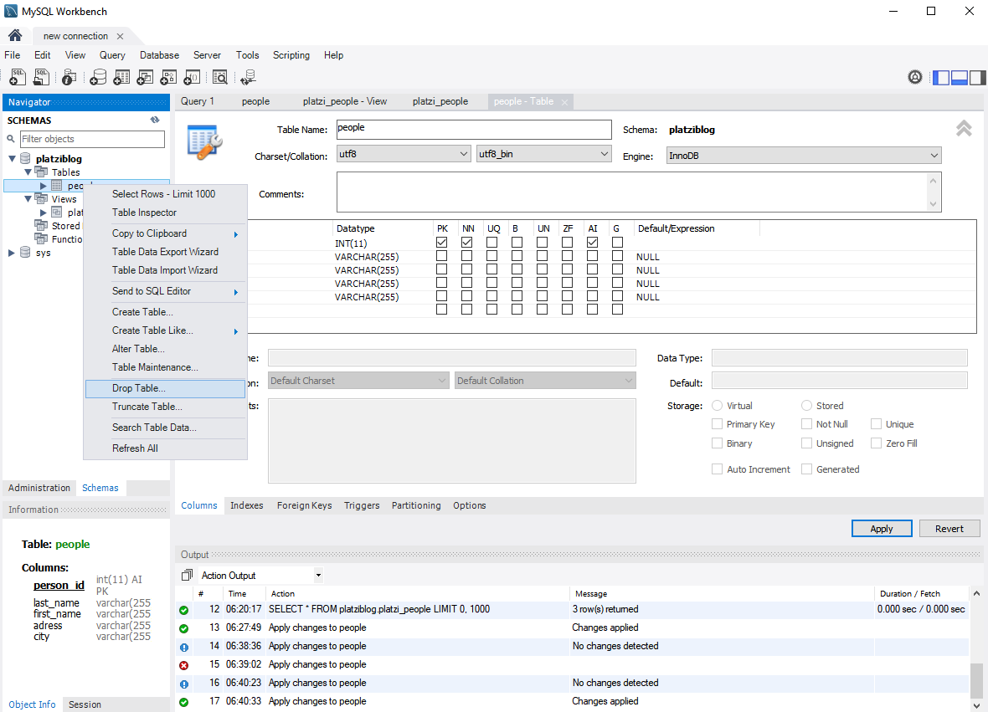 MySQL Workbench
new connection
File Edit View Query Database Server Tools Scripting Help
Navigator
SCHEMAS
Filter objects
platziblog
Tables
peo
Views
plat
Stored
Functio
sys
Select Rows - Limit 1000
Table Inspector
Copy to Clipboard
Table Data Export Wizard
Table Data Import Wizard
Send to SQL Editor
Create Table...
Create Table Like...
Alter Table...
Table Maintenance...
Drop Table...
Truncate Table...
Search Table Data...
Refresh All
Administration Schemas
Information
Table: people
Columns:
person_id int(11) AI
PK
last_name varchar(255
first_name varchar(255
adress varchar(255
city varchar(255
Object Info Session
Query 1 people platzi_people - View platzi_people people - Table
Table Name: people Schema: platziblog
Charset/Collation: utf8 utf8_bin Engine: InnoDB
Comments:
Datatype PK NN UQ B UN ZF AI G Default/Expression
INT(11)
VARCHAR(255) NULL
VARCHAR(255) NULL
VARCHAR(255) NULL
VARCHAR(255) NULL
ne: Data Type:
on: Default Charset Default Collation Default:
ts: Storage: Virtual Stored
Primary Key Not Null Unique
Binary Unsigned Zero Fill
Auto Increment Generated
Columns Indexes Foreign Keys Triggers Partitioning Options
Apply Revert
Output
Action Output
# Time Action Message Duration / Fetch
12 06:20:17 SELECT * FROM platziblog.platzi_people LIMIT 0, 1000 3 row(s) returned 0.000 sec / 0.000 sec
13 06:27:49 Apply changes to people Changes applied
14 06:38:36 Apply changes to people No changes detected
15 06:39:02 Apply changes to people
16 06:40:23 Apply changes to people No changes detected
17 06:40:33 Apply changes to people Changes applied